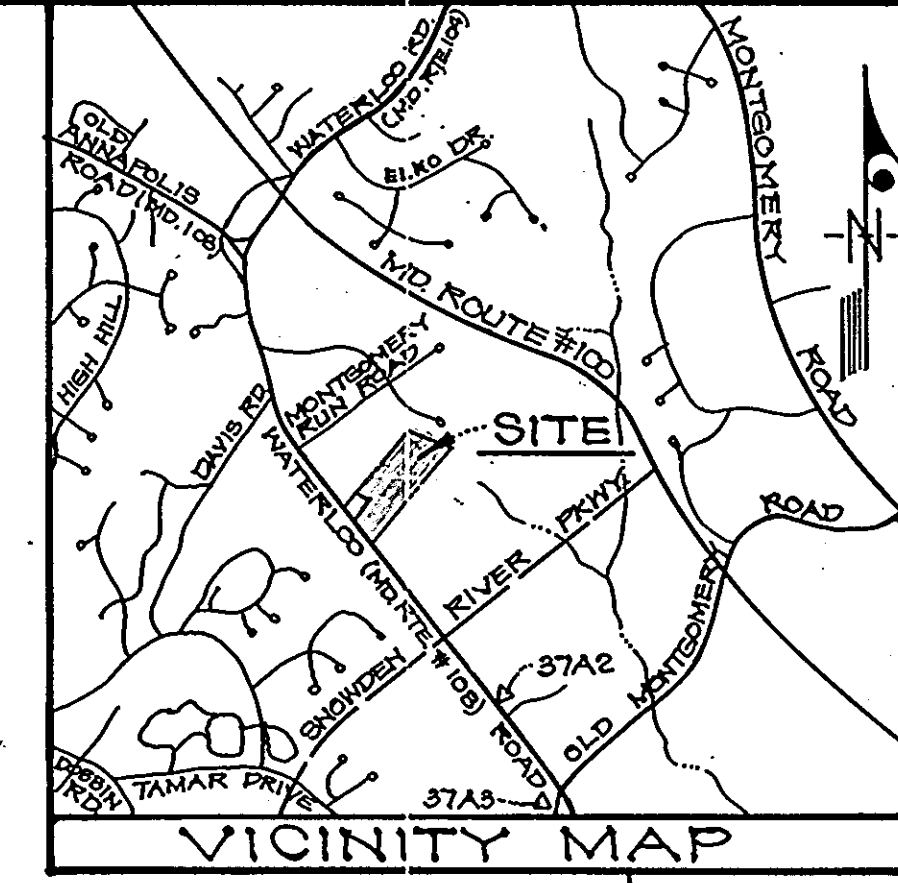 WATERLOO RD.
(MD. RTE. 104)
MONTGOMERY
ROAD
OLD
ANNAPOLIS
ROAD (MD. 108)
ELKO DR.
N
MD. ROUTE #100
HIGH HILL
MONTGOMERY
RUN ROAD
DAVIS RD.
SITE
WATERLOO (MD. RTE # 108) ROAD
SNOWDEN RIVER PKWY.
OLD MONTGOMERY ROAD
37A2
DOBBIN
RD.
TAMAR DRIVE
37A3
VICINITY MAP